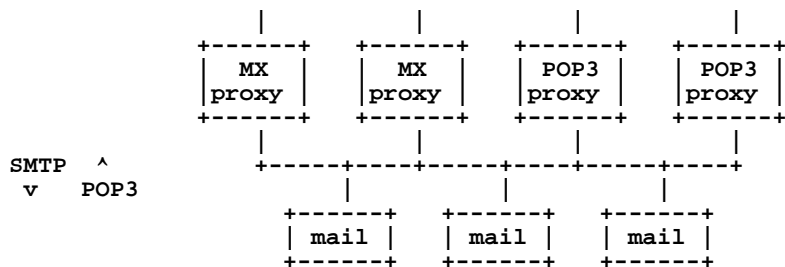 MX MX POP3 POP3
proxy proxy proxy proxy
SMTP ^
v POP3
mail mail mail